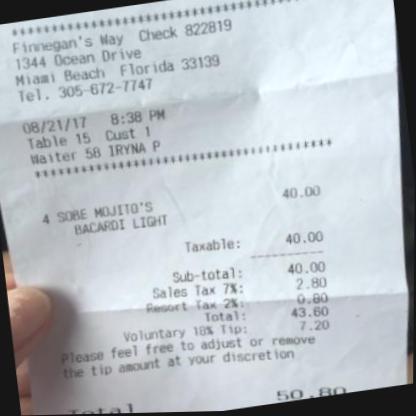 ************************************
Finnegan's Way Check 822819
1344 Ocean Drive
Miami Beach Florida 33139
Tel. 305-672-7747
08/21/17 8:38 PM
Table 15 Cust 1
Waiter 58 IRYNA P
************************************
4 SOBE MOJITO'S 40.00
BACARDI LIGHT
Taxable: 40.00
----------
Sub-total: 40.00
Sales Tax 7%: 2.80
Resort Tax 2%: 0.80
Total: 43.60
Voluntary 18% Tip: 7.20
Please feel free to adjust or remove
the tip amount at your discretion
Total 50.80